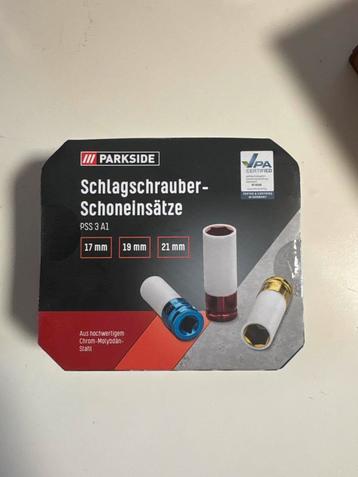 /// PARKSIDE
VPA
CERTIFIED
Schlagschrauber-
Schoneinsätze
PSS 3 A1
17 mm 19 mm 21 mm
Aus hochwertigem
Chrom-Molybdän-
Stahl